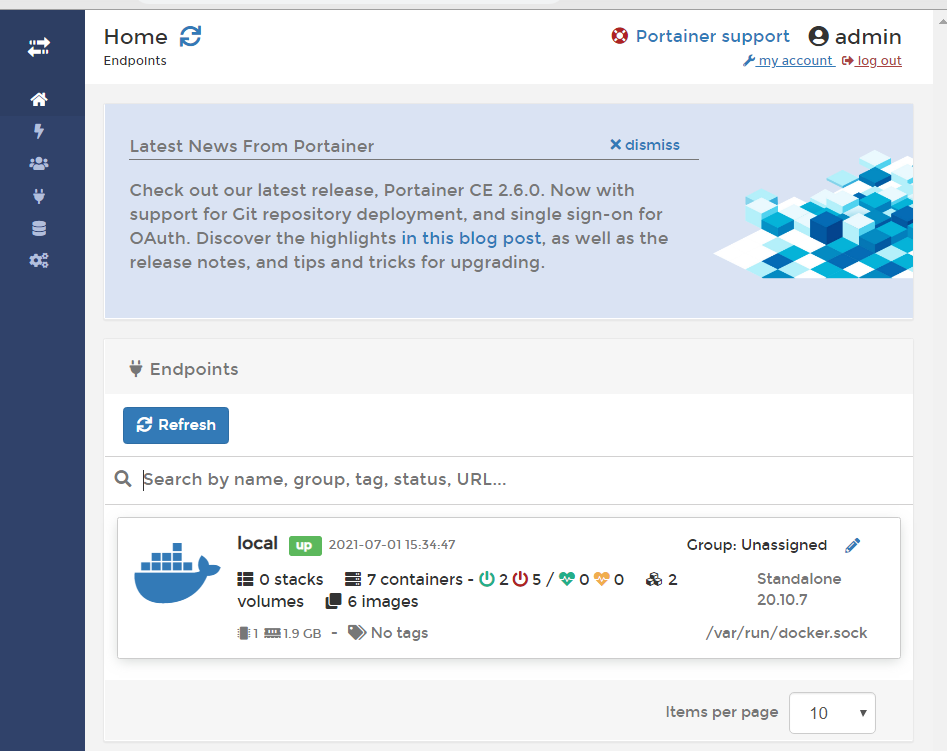 Home Portainer support admin
Endpoints my account log out
Latest News From Portainer dismiss
Check out our latest release, Portainer CE 2.6.0. Now with
support for Git repository deployment, and single sign-on for
OAuth. Discover the highlights in this blog post, as well as the
release notes, and tips and tricks for upgrading.
Endpoints
Refresh
Search by name, group, tag, status, URL...
local up 2021-07-01 15:34:47 Group: Unassigned
0 stacks 7 containers - 2 5 / 0 0 2 Standalone
volumes 6 images 20.10.7
1 1.9 GB - No tags /var/run/docker.sock
Items per page 10